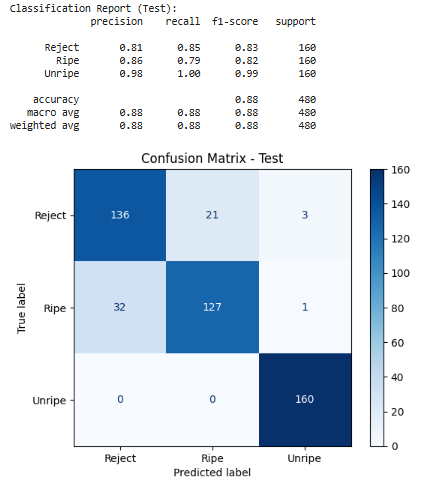 Classification Report (Test):
precision recall f1-score support
Reject 0.81 0.85 0.83 160
Ripe 0.86 0.79 0.82 160
Unripe 0.98 1.00 0.99 160
accuracy 0.88 480
macro avg 0.88 0.88 0.88 480
weighted avg 0.88 0.88 0.88 480
Confusion Matrix - Test
Reject 136 21 3
Ripe 32 127 1
Unripe 0 0 160
Reject Ripe Unripe
Predicted label
True label
160
140
120
100
80
60
40
20
0